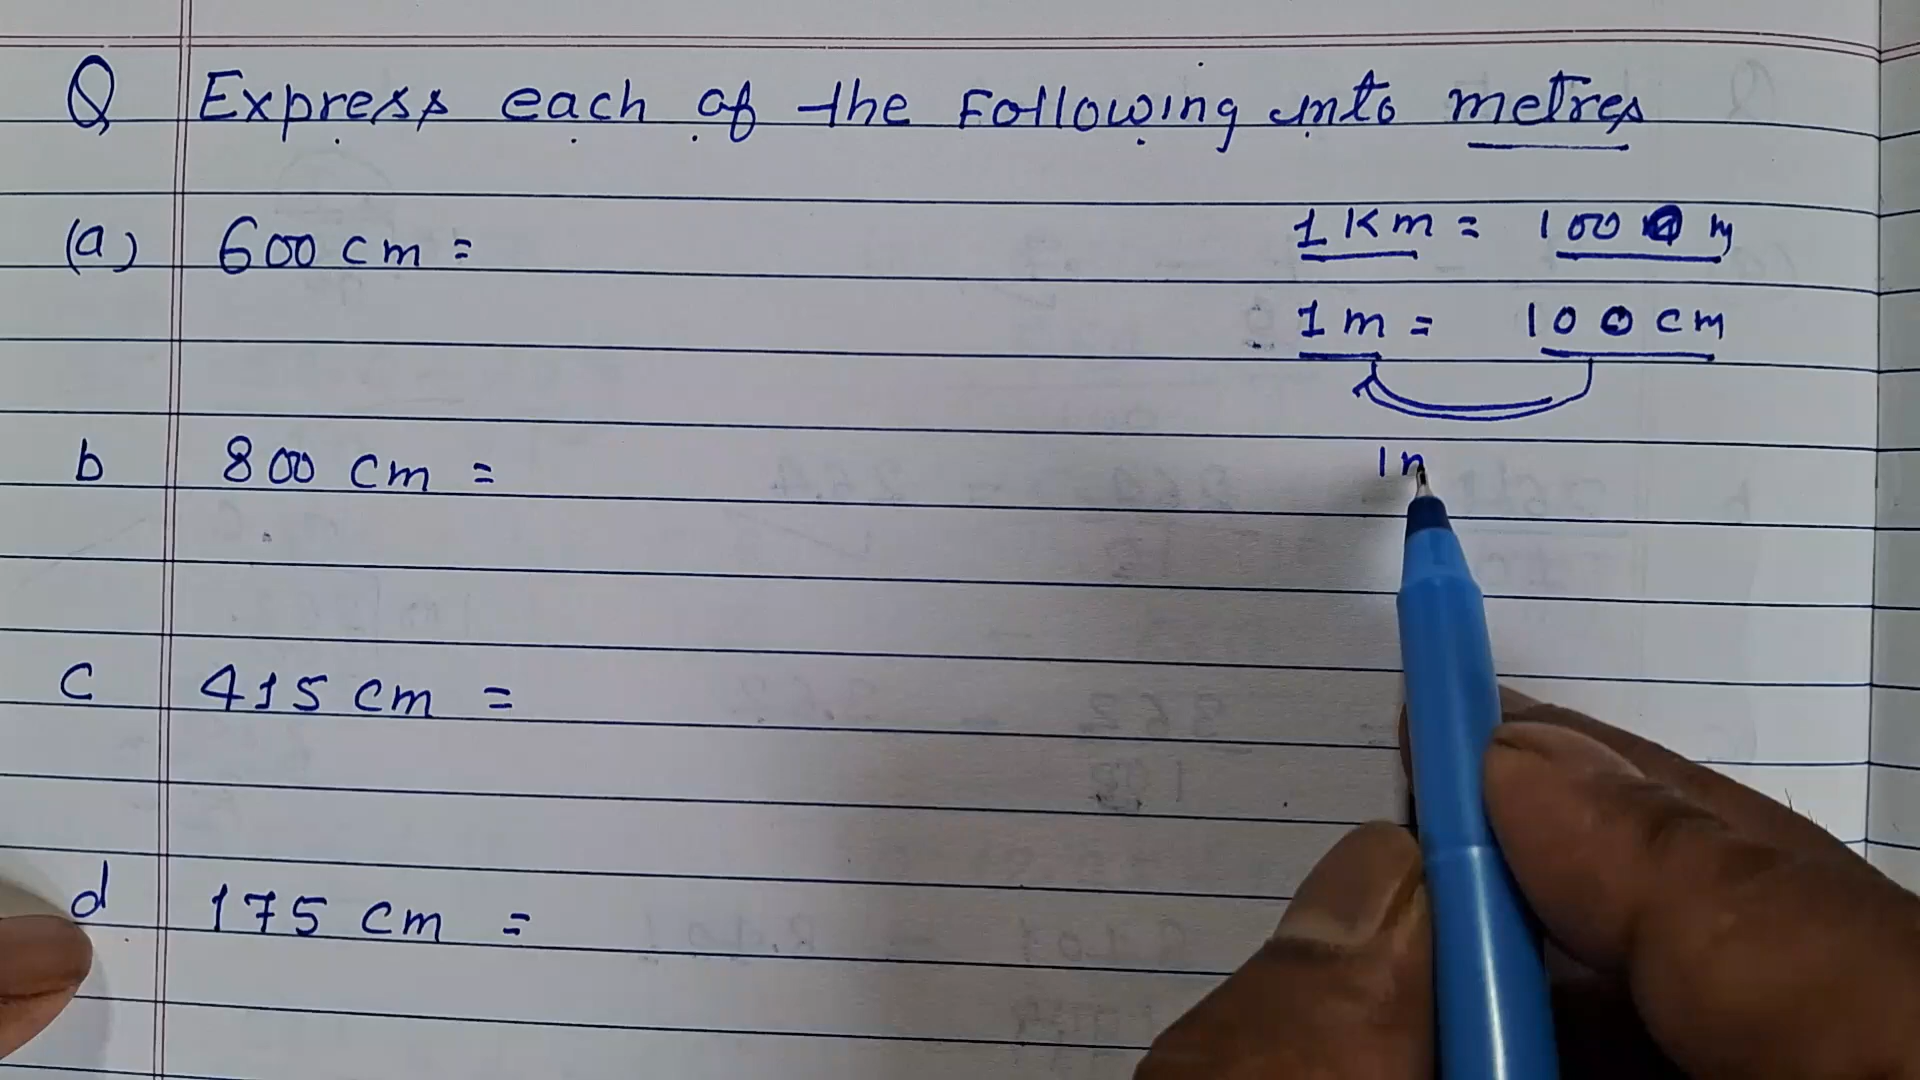 Q Express each of the Following into metres
(a) 600 cm =
1 Km = 1000 m
1 m = 100 cm
b 800 cm =
1 m
c 415 cm =
d 175 cm =